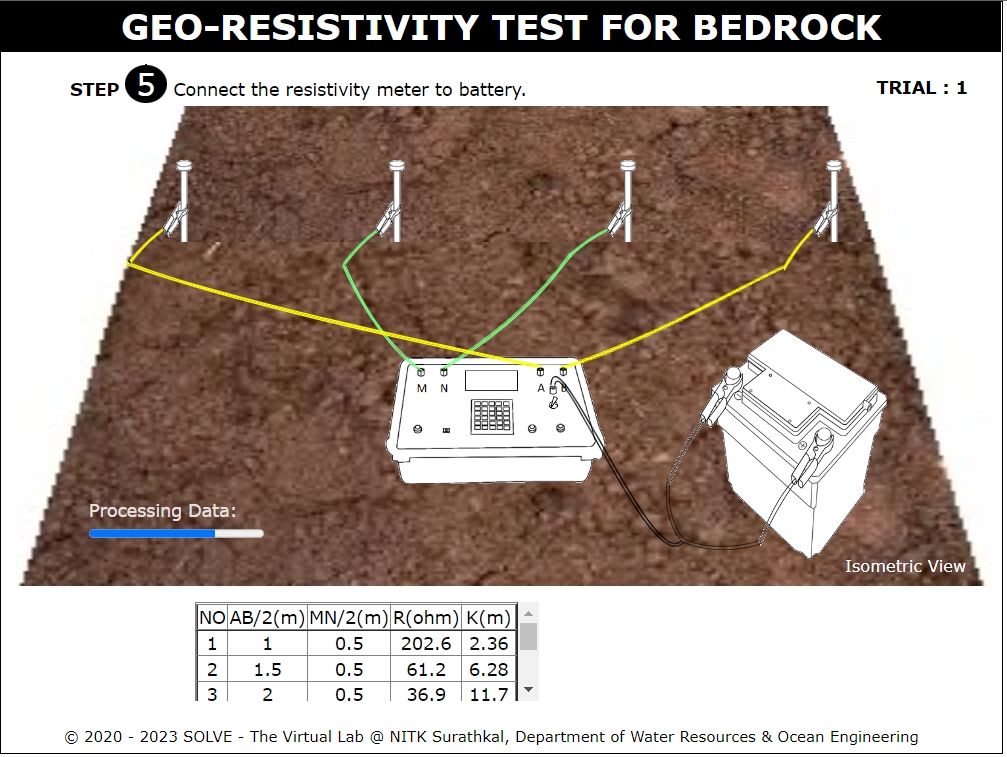 GEO-RESISTIVITY TEST FOR BEDROCK
STEP 5 Connect the resistivity meter to battery.
TRIAL : 1
M N A B
Processing Data:
Isometric View
NO AB/2(m) MN/2(m) R(ohm) K(m)
1 1 0.5 202.6 2.36
2 1.5 0.5 61.2 6.28
3 2 0.5 36.9 11.7
© 2020 - 2023 SOLVE - The Virtual Lab @ NITK Surathkal, Department of Water Resources & Ocean Engineering